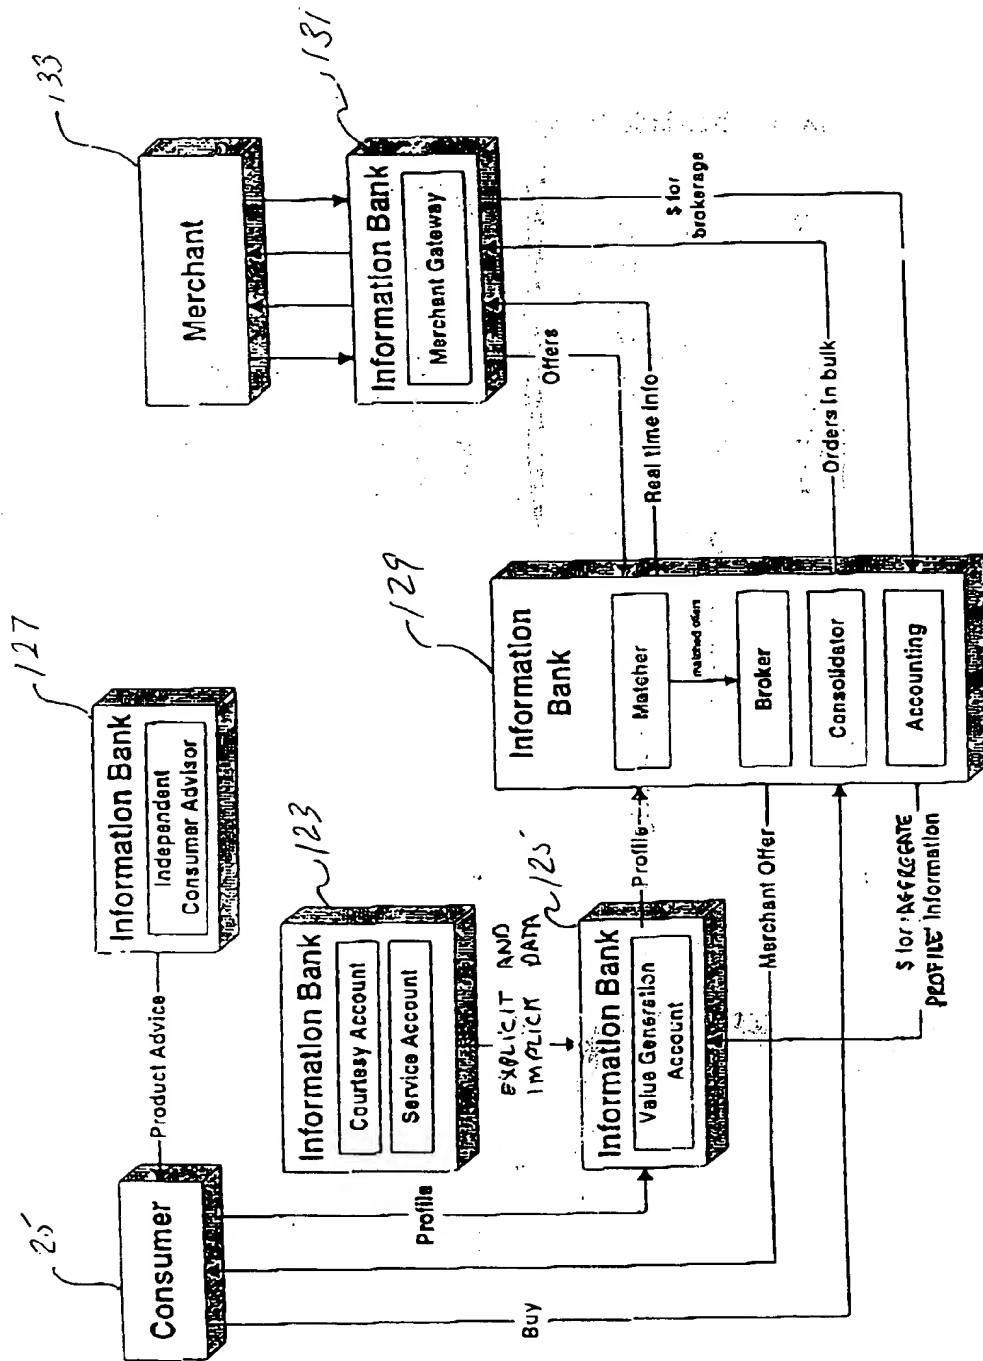 25
Consumer
Product Advice
127
Information Bank
Independent
Consumer Advisor
133
Merchant
131
Information Bank
Merchant Gateway
123
Information Bank
Courtesy Account
Service Account
EXPLICIT AND
IMPLICIT DATA
125
Information Bank
Value Generation
Account
Profile
Profile
129
Information
Bank
Matcher
matched offers
Broker
Consolidator
Accounting
Offers
Real time info
Orders in bulk
$ for
brokerage
Merchant Offer
Buy
$ for 'AGGREGATE
PROFILE' Information